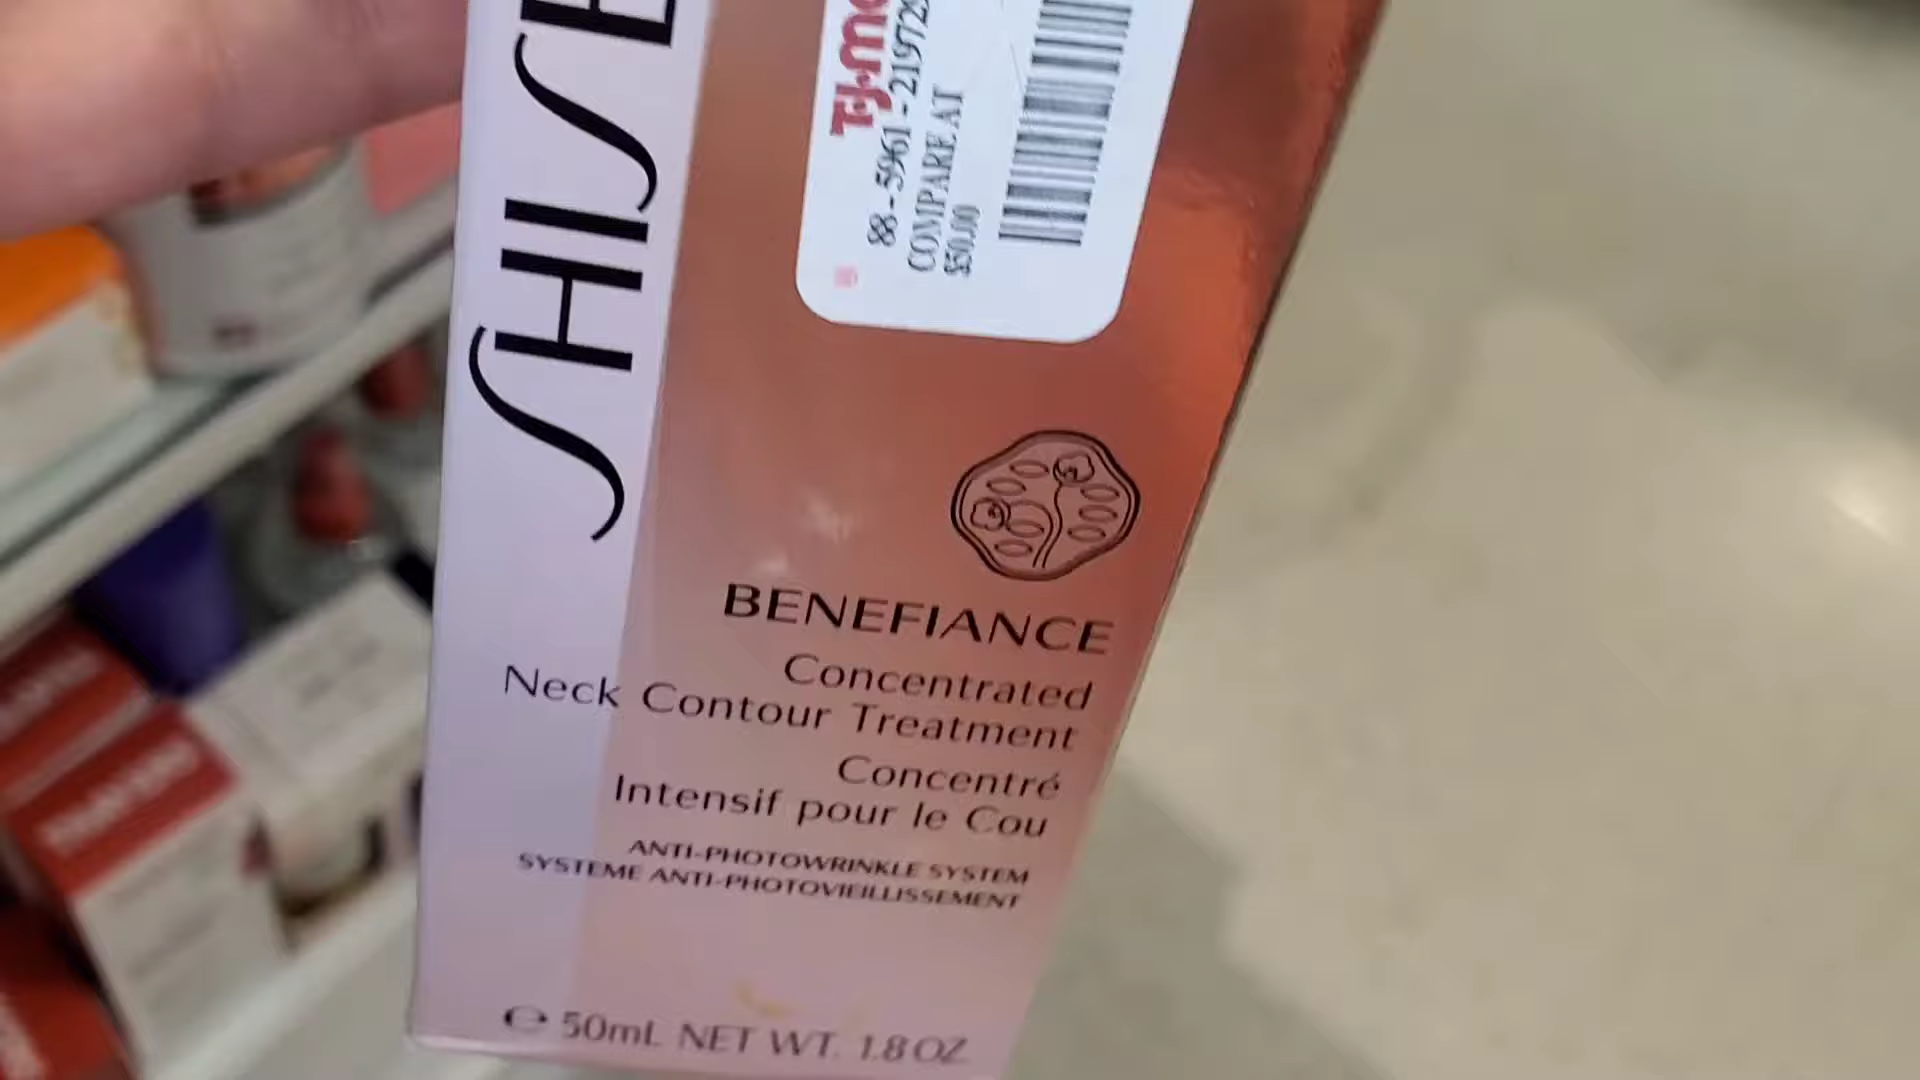 SHISE
TJ.ma
88-5961-219729
COMPARE AT
$50.00
BENEFIANCE
Concentrated
Neck Contour Treatment
Concentré
Intensif pour le Cou
ANTI-PHOTOWRINKLE SYSTEM
SYSTEME ANTI-PHOTOVIEILLISSEMENT
℮ 50mL NET WT. 1.8 OZ